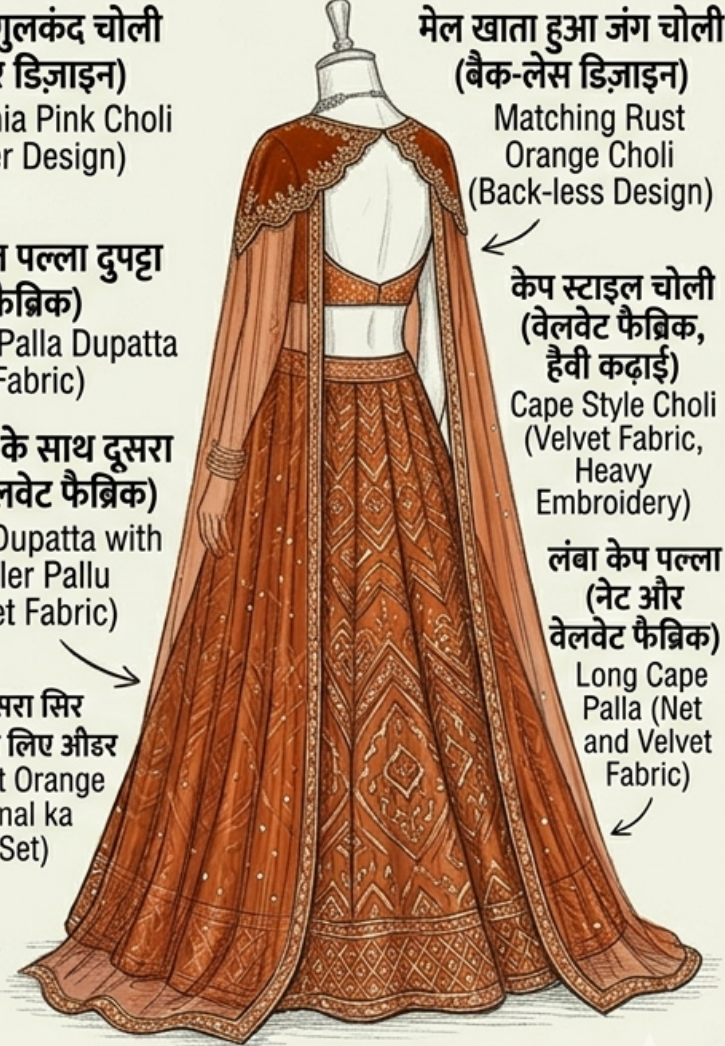 गुलकंद चोली
डिज़ाइन)
Pink Choli
Design)
पल्ला दुपट्टा
Palla Dupatta
Fabric)
के साथ दूसरा
फैब्रिक)
Dupatta with
Pallu
Fabric)
सिर
लिए ओडर
Orange
ka
Set)
मेल खाता हुआ जंग चोली
(बैक-लेस डिज़ाइन)
Matching Rust
Orange Choli
(Back-less Design)
केप स्टाइल चोली
(वेलवेट फैब्रिक,
हैवी कढ़ाई)
Cape Style Choli
(Velvet Fabric,
Heavy
Embroidery)
लंबा केप पल्ला
(नेट और
वेलवेट फैब्रिक)
Long Cape
Palla (Net
and Velvet
Fabric)